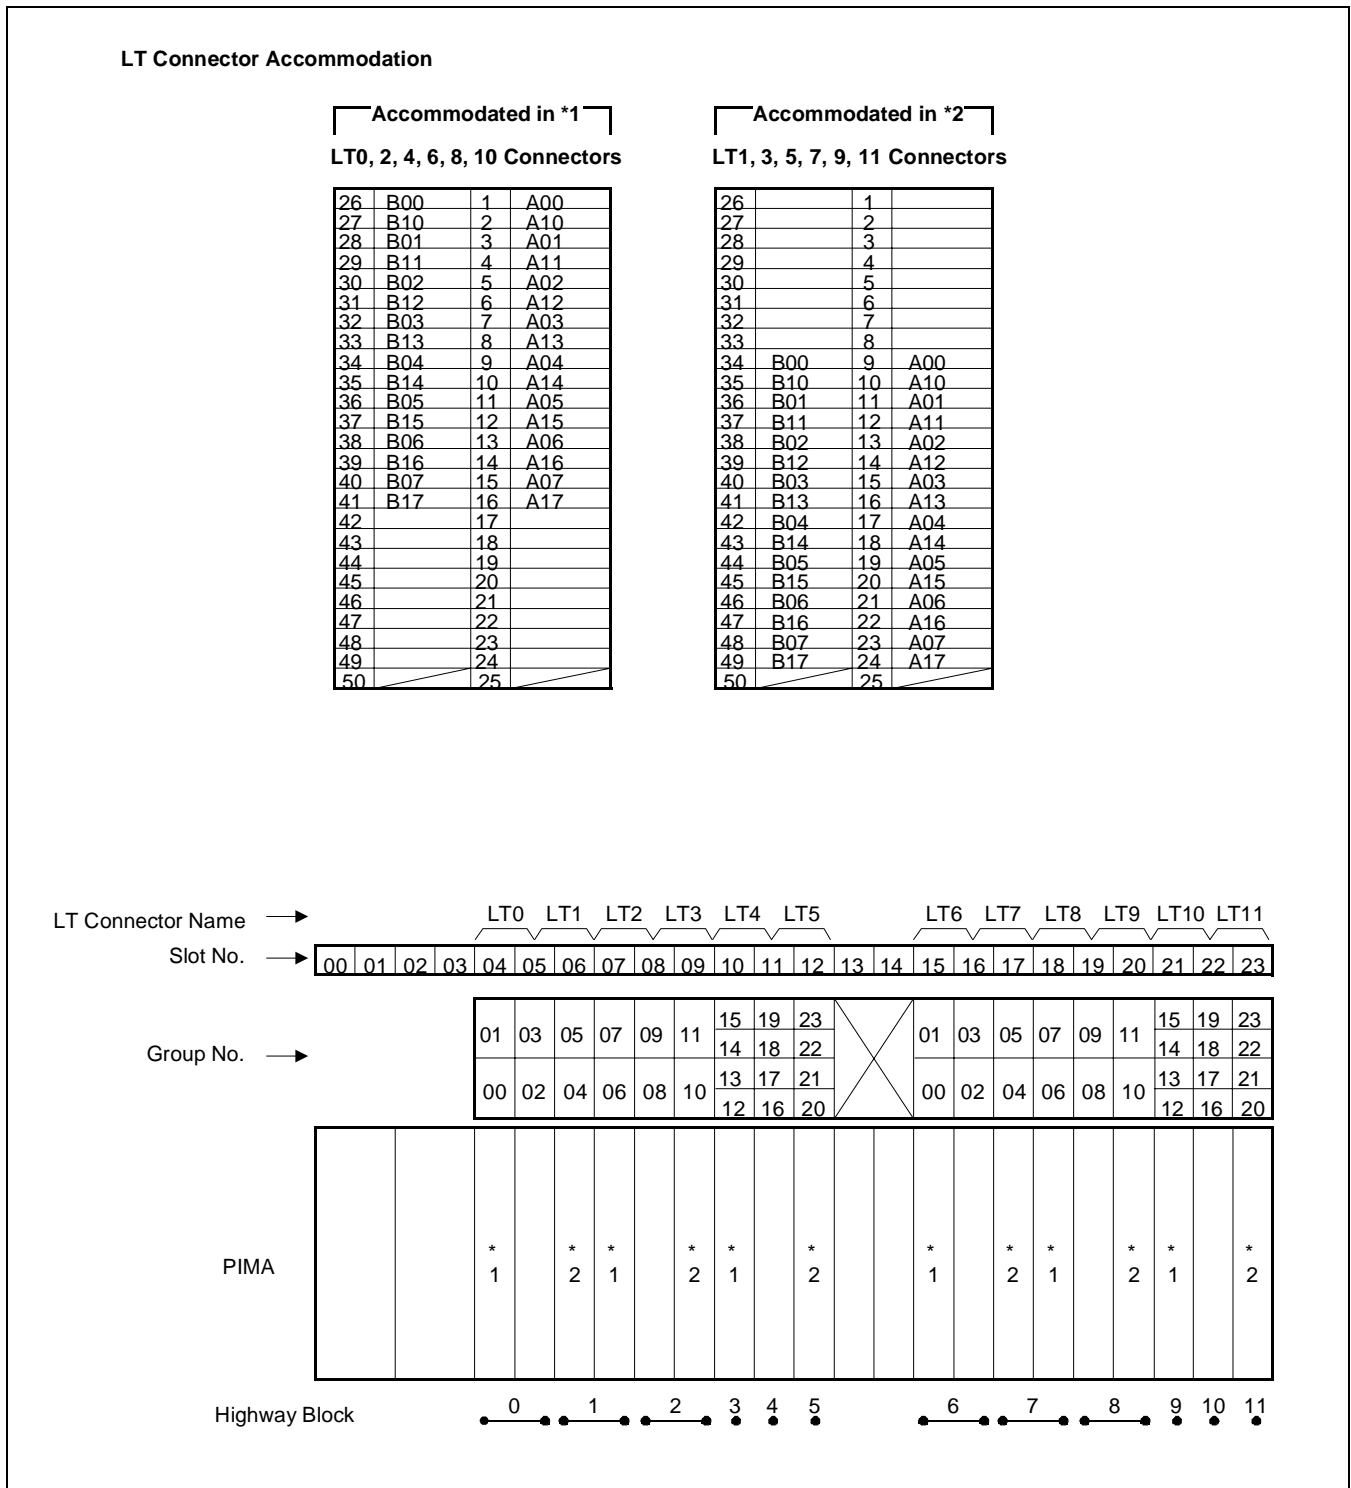 LT Connector Accommodation
Accommodated in *1 Accommodated in *2
LT0, 2, 4, 6, 8, 10 Connectors LT1, 3, 5, 7, 9, 11 Connectors
26 B00 1 A00 26 1
27 B10 2 A10 27 2
28 B01 3 A01 28 3
29 B11 4 A11 29 4
30 B02 5 A02 30 5
31 B12 6 A12 31 6
32 B03 7 A03 32 7
33 B13 8 A13 33 8
34 B04 9 A04 34 B00 9 A00
35 B14 10 A14 35 B10 10 A10
36 B05 11 A05 36 B01 11 A01
37 B15 12 A15 37 B11 12 A11
38 B06 13 A06 38 B02 13 A02
39 B16 14 A16 39 B12 14 A12
40 B07 15 A07 40 B03 15 A03
41 B17 16 A17 41 B13 16 A13
42 17 42 B04 17 A04
43 18 43 B14 18 A14
44 19 44 B05 19 A05
45 20 45 B15 20 A15
46 21 46 B06 21 A06
47 22 47 B16 22 A16
48 23 48 B07 23 A07
49 24 49 B17 24 A17
50 25 50 25
LT Connector Name LT0 LT1 LT2 LT3 LT4 LT5 LT6 LT7 LT8 LT9 LT10 LT11
Slot No. 00 01 02 03 04 05 06 07 08 09 10 11 12 13 14 15 16 17 18 19 20 21 22 23
Group No.
15 19 23 15 19 23
01 03 05 07 09 11 01 03 05 07 09 11
14 18 22 14 18 22
13 17 21 13 17 21
00 02 04 06 08 10 00 02 04 06 08 10
12 16 20 12 16 20
PIMA
* * * * * * * * * * * *
1 2 1 2 1 2 1 2 1 2 1 2
Highway Block 0 1 2 3 4 5 6 7 8 9 10 11